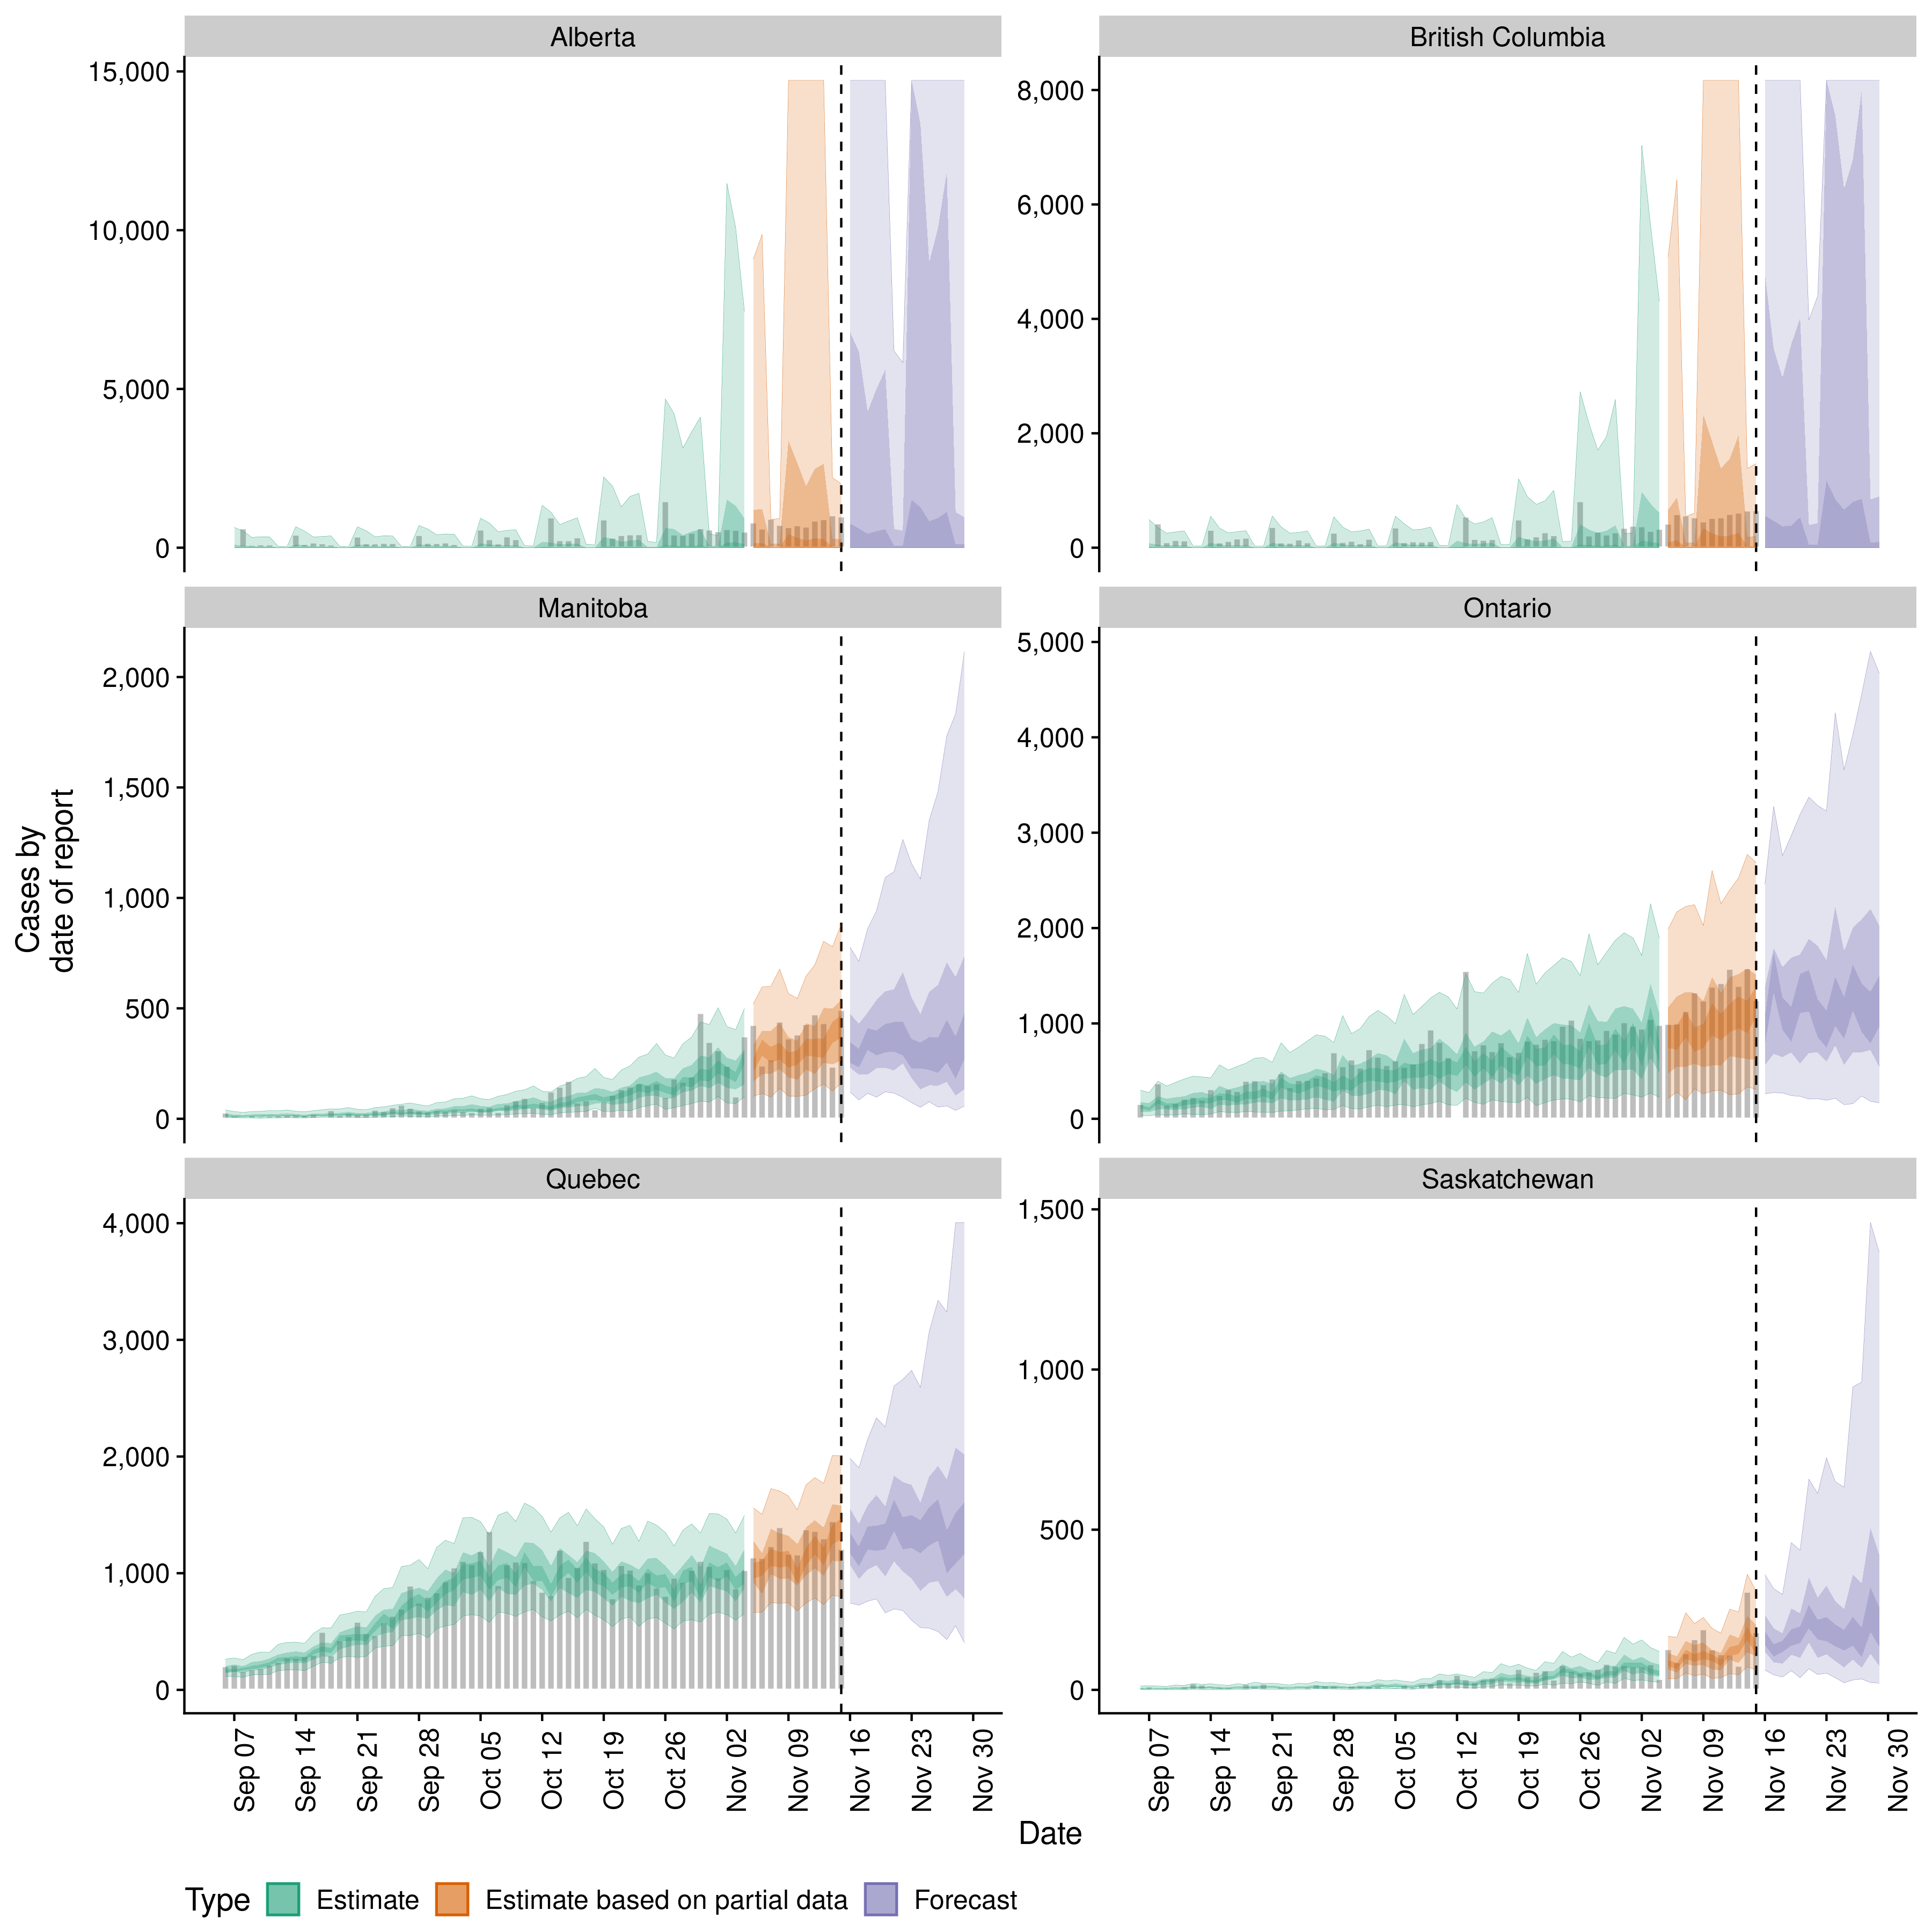 Alberta
British Columbia
15,000
10,000
5,000
0
8,000
6,000
4,000
2,000
0
Manitoba
Ontario
2,000
1,500
1,000
500
0
5,000
4,000
3,000
2,000
1,000
0
Cases by
date of report
Quebec
Saskatchewan
4,000
3,000
2,000
1,000
0
1,500
1,000
500
0
Sep 07
Sep 14
Sep 21
Sep 28
Oct 05
Oct 12
Oct 19
Oct 26
Nov 02
Nov 09
Nov 16
Nov 23
Nov 30
Sep 07
Sep 14
Sep 21
Sep 28
Oct 05
Oct 12
Oct 19
Oct 26
Nov 02
Nov 09
Nov 16
Nov 23
Nov 30
Date
Type Estimate Estimate based on partial data Forecast